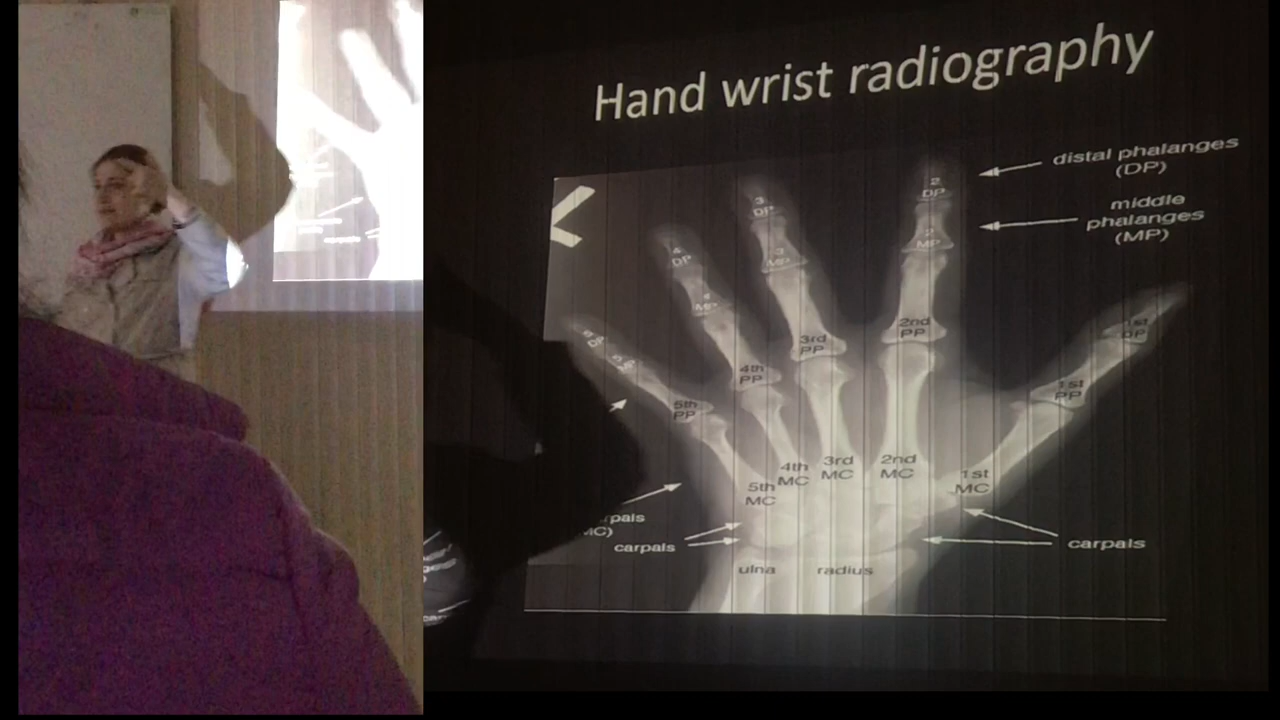 Hand wrist radiography
distal phalanges
(DP)
middle
phalanges
(MP)
2
DP
3
DP
2
MP
4
DP
3
MP
4
MP
5
DP
5
MP
1st
DP
2nd
PP
3rd
PP
4th
PP
1st
PP
5th
PP
4th
MC
3rd
MC
2nd
MC
1st
MC
5th
MC
carpals
carpals
ulna
radius